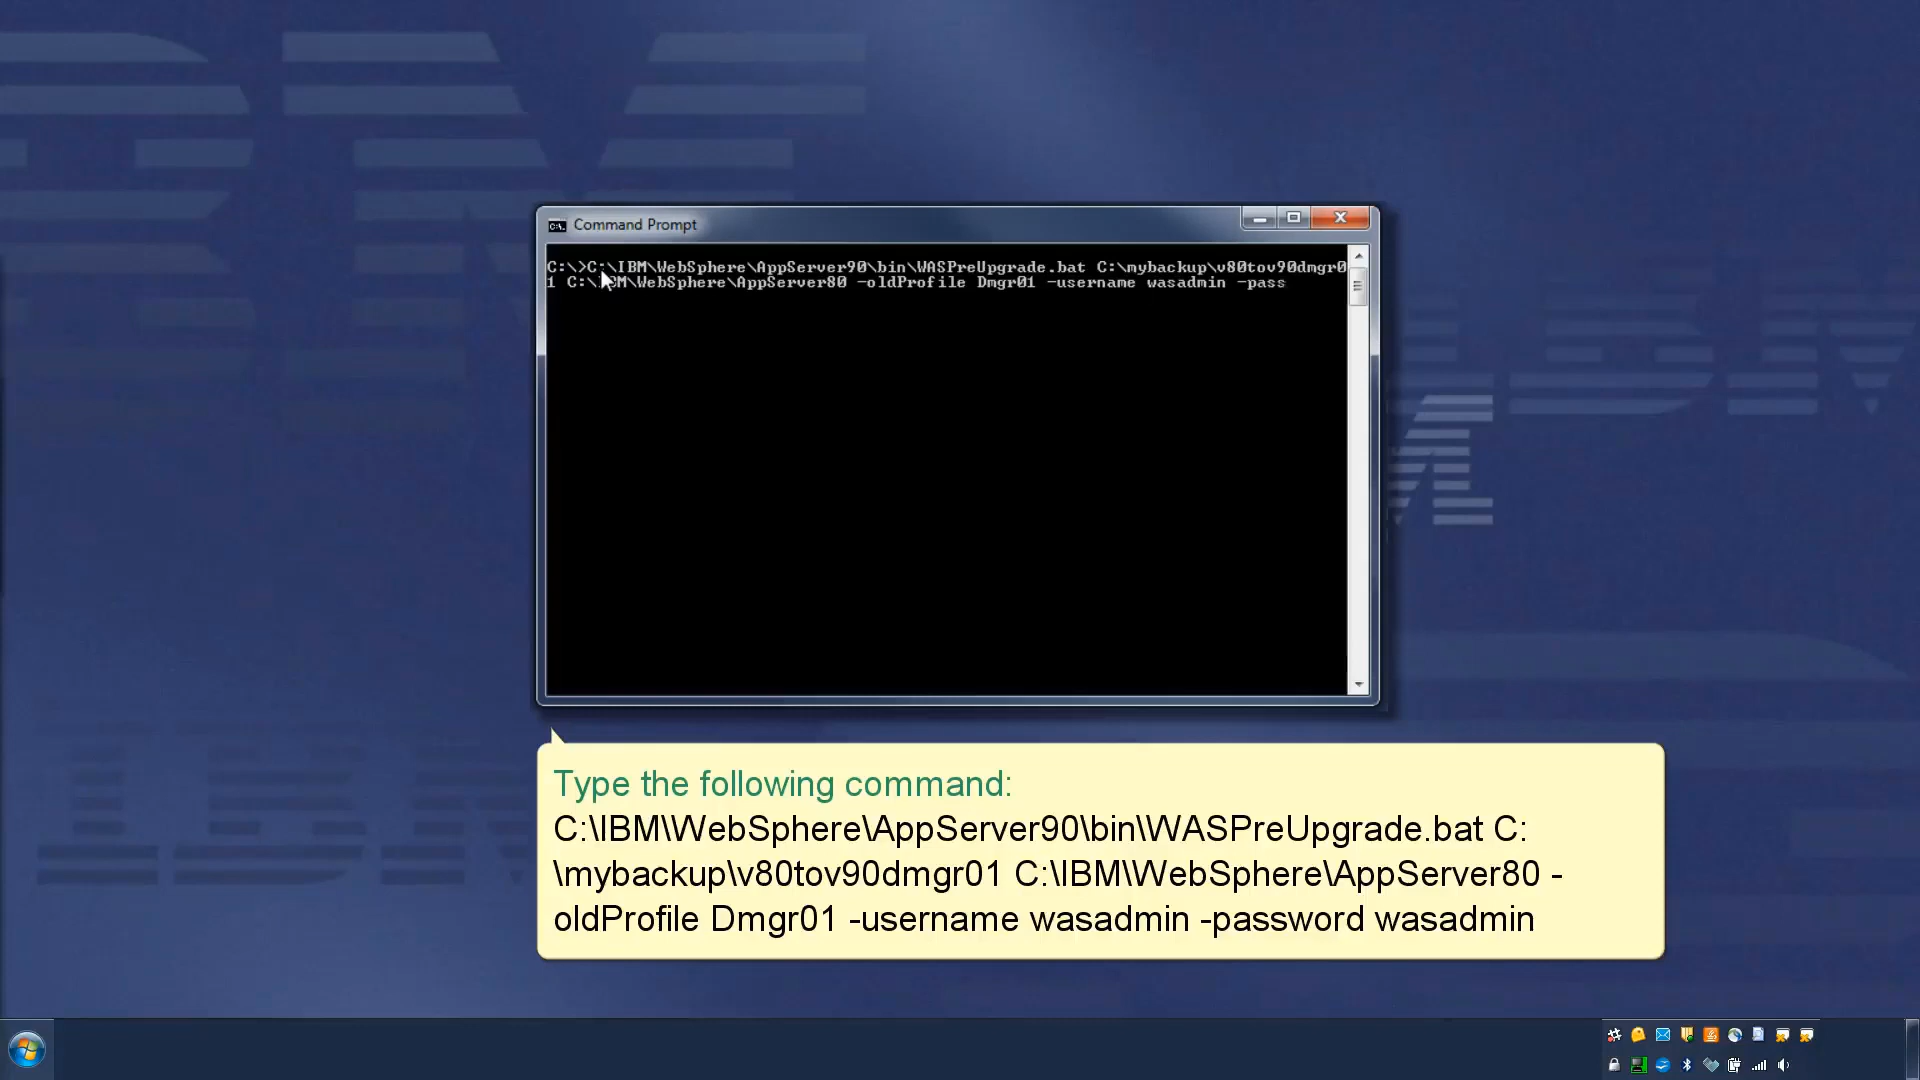 Command Prompt
C:\>C:\IBM\WebSphere\AppServer90\bin\WASPreUpgrade.bat C:\mybackup\v80tov90dmgr0
1 C:\IBM\WebSphere\AppServer80 -oldProfile Dmgr01 -username wasadmin -pass
Type the following command:
C:\IBM\WebSphere\AppServer90\bin\WASPreUpgrade.bat C:
\mybackup\v80tov90dmgr01 C:\IBM\WebSphere\AppServer80 -
oldProfile Dmgr01 -username wasadmin -password wasadmin